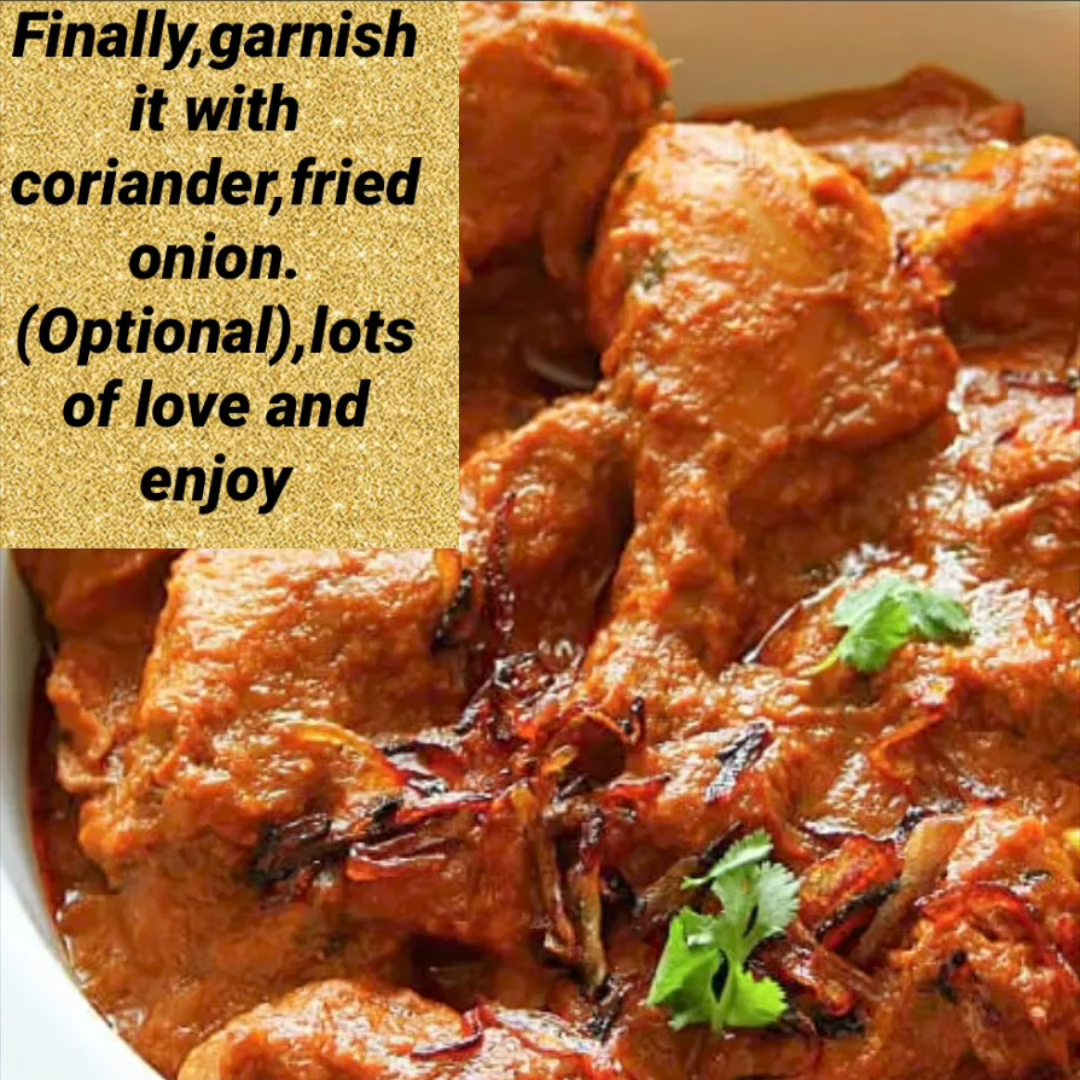 Finally,garnish
it with
coriander,fried
onion.
(Optional),lots
of love and
enjoy